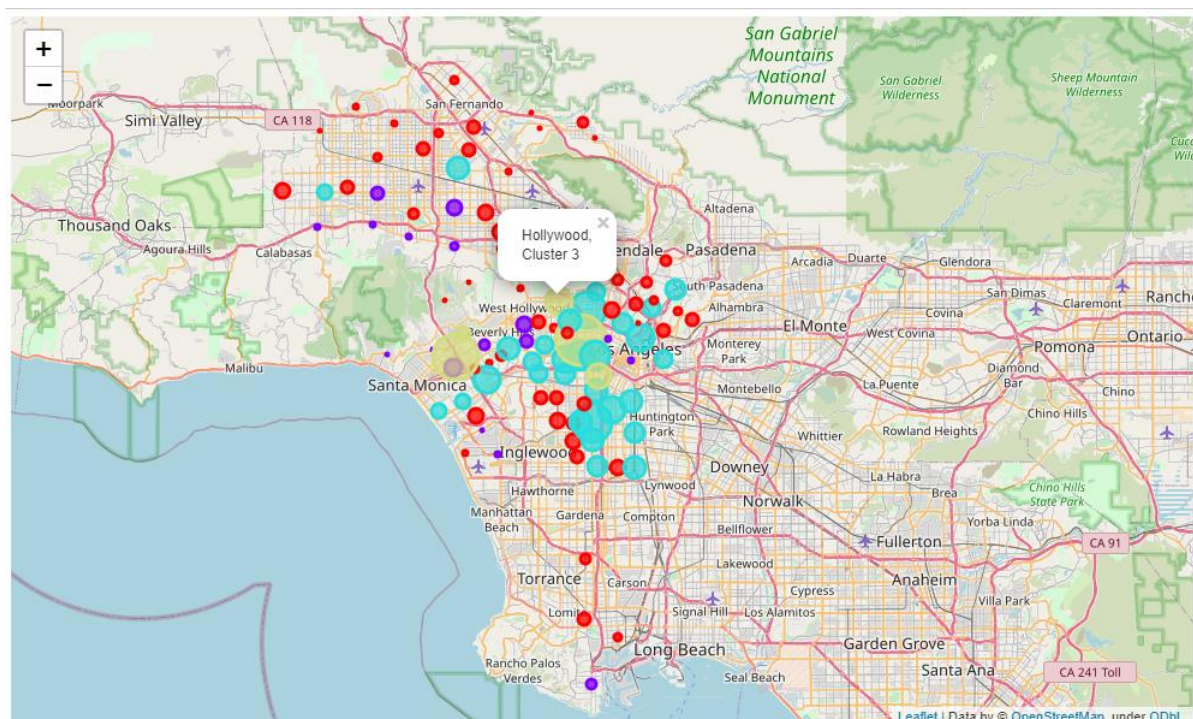 +
−
San Gabriel
Mountains
National
Monument
San Gabriel
Wilderness
Sheep Mountain
Wilderness
Moorpark
Simi Valley
CA 118
San Fernando
Thousand Oaks
Agoura Hills
Calabasas
Hollywood,
Cluster 3
×
Altadena
Pasadena
Arcadia
Duarte
Glendora
South Pasadena
San Dimas
Claremont
Alhambra
West Hollywood
Beverly Hills
El Monte
Covina
West Covina
Ontario
Pomona
Los Angeles
Monterey
Park
Malibu
Santa Monica
Montebello
La Puente
Diamond
Bar
Chino
Huntington
Park
Chino Hills
Whittier
Rowland Heights
Inglewood
Downey
La Habra
Brea
Chino Hills
State Park
Hawthorne
Lynwood
Norwalk
Manhattan
Beach
Gardena
Compton
Bellflower
Yorba Linda
Fullerton
CA 91
Torrance
Carson
Lakewood
Cypress
Anaheim
Villa Park
Signal Hill
Los Alamitos
Long Beach
Garden Grove
Rancho Palos
Verdes
Seal Beach
Santa Ana
CA 241 Toll
Leaflet | Data by © OpenStreetMap, under ODbL